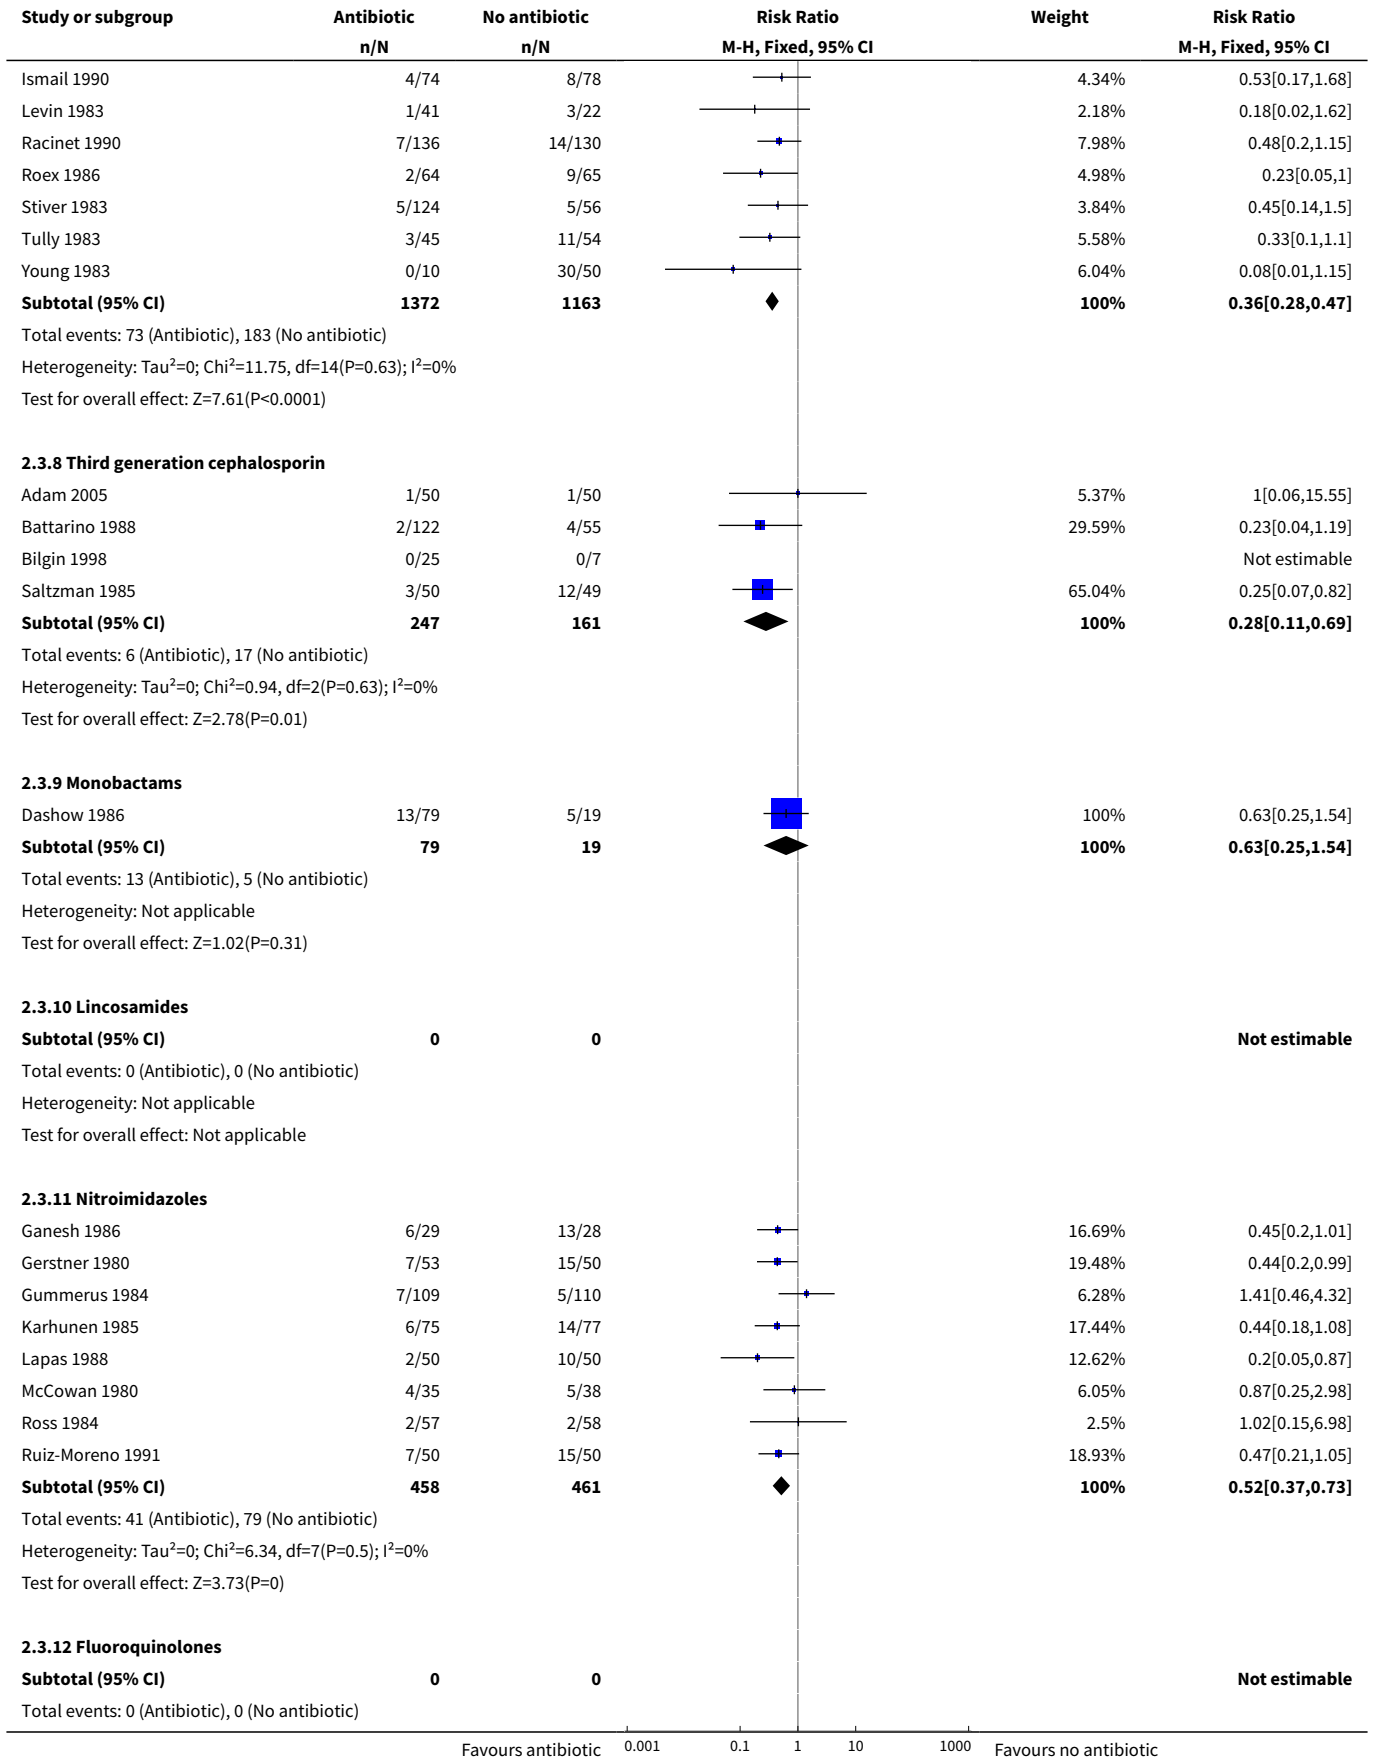 Study or subgroup Antibiotic No antibiotic Risk Ratio Weight Risk Ratio
n/N n/N M-H, Fixed, 95% CI M-H, Fixed, 95% CI
Ismail 1990 4/74 8/78 4.34% 0.53[0.17,1.68]
Levin 1983 1/41 3/22 2.18% 0.18[0.02,1.62]
Racinet 1990 7/136 14/130 7.98% 0.48[0.2,1.15]
Roex 1986 2/64 9/65 4.98% 0.23[0.05,1]
Stiver 1983 5/124 5/56 3.84% 0.45[0.14,1.5]
Tully 1983 3/45 11/54 5.58% 0.33[0.1,1.1]
Young 1983 0/10 30/50 6.04% 0.08[0.01,1.15]
Subtotal (95% CI) 1372 1163 100% 0.36[0.28,0.47]
Total events: 73 (Antibiotic), 183 (No antibiotic)
Heterogeneity: Tau²=0; Chi²=11.75, df=14(P=0.63); I²=0%
Test for overall effect: Z=7.61(P<0.0001)
2.3.8 Third generation cephalosporin
Adam 2005 1/50 1/50 5.37% 1[0.06,15.55]
Battarino 1988 2/122 4/55 29.59% 0.23[0.04,1.19]
Bilgin 1998 0/25 0/7 Not estimable
Saltzman 1985 3/50 12/49 65.04% 0.25[0.07,0.82]
Subtotal (95% CI) 247 161 100% 0.28[0.11,0.69]
Total events: 6 (Antibiotic), 17 (No antibiotic)
Heterogeneity: Tau²=0; Chi²=0.94, df=2(P=0.63); I²=0%
Test for overall effect: Z=2.78(P=0.01)
2.3.9 Monobactams
Dashow 1986 13/79 5/19 100% 0.63[0.25,1.54]
Subtotal (95% CI) 79 19 100% 0.63[0.25,1.54]
Total events: 13 (Antibiotic), 5 (No antibiotic)
Heterogeneity: Not applicable
Test for overall effect: Z=1.02(P=0.31)
2.3.10 Lincosamides
Subtotal (95% CI) 0 0 Not estimable
Total events: 0 (Antibiotic), 0 (No antibiotic)
Heterogeneity: Not applicable
Test for overall effect: Not applicable
2.3.11 Nitroimidazoles
Ganesh 1986 6/29 13/28 16.69% 0.45[0.2,1.01]
Gerstner 1980 7/53 15/50 19.48% 0.44[0.2,0.99]
Gummerus 1984 7/109 5/110 6.28% 1.41[0.46,4.32]
Karhunen 1985 6/75 14/77 17.44% 0.44[0.18,1.08]
Lapas 1988 2/50 10/50 12.62% 0.2[0.05,0.87]
McCowan 1980 4/35 5/38 6.05% 0.87[0.25,2.98]
Ross 1984 2/57 2/58 2.5% 1.02[0.15,6.98]
Ruiz-Moreno 1991 7/50 15/50 18.93% 0.47[0.21,1.05]
Subtotal (95% CI) 458 461 100% 0.52[0.37,0.73]
Total events: 41 (Antibiotic), 79 (No antibiotic)
Heterogeneity: Tau²=0; Chi²=6.34, df=7(P=0.5); I²=0%
Test for overall effect: Z=3.73(P=0)
2.3.12 Fluoroquinolones
Subtotal (95% CI) 0 0 Not estimable
Total events: 0 (Antibiotic), 0 (No antibiotic)
Favours antibiotic 0.001 0.1 1 10 1000 Favours no antibiotic